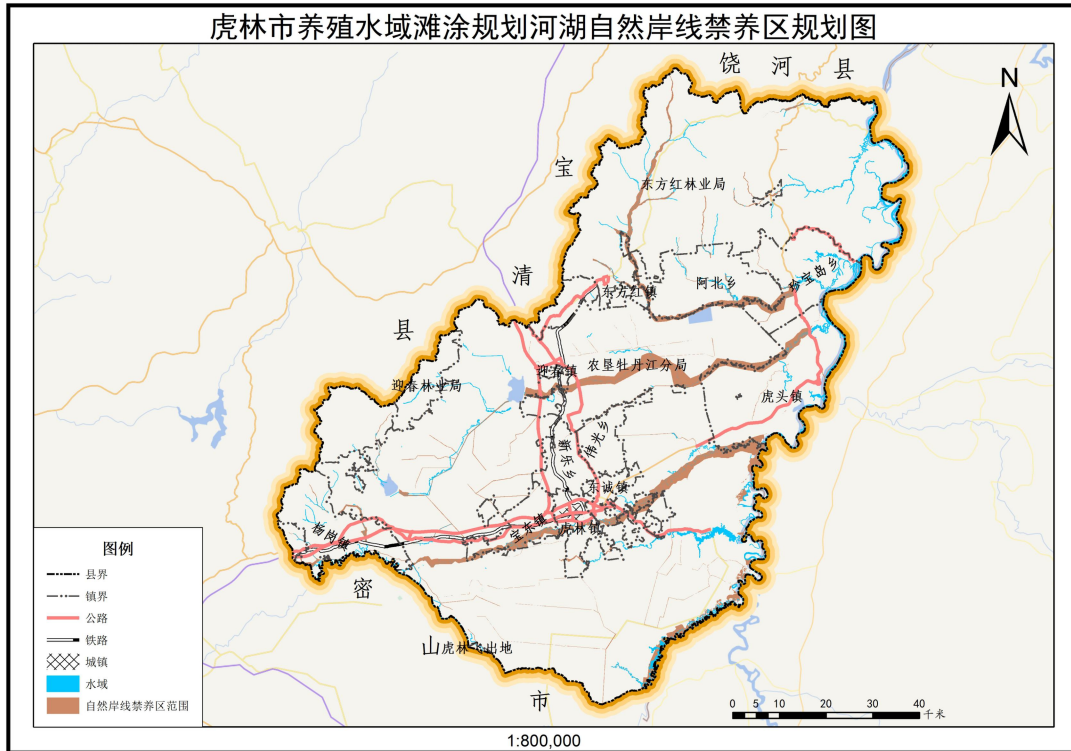 虎林市养殖水域滩涂规划河湖自然岸线禁养区规划图
饶河县
N
宝
清
县
东方红林业局
阿北乡
珍宝岛乡
东方红镇
农垦牡丹江分局
迎春镇
迎春林业局
虎头镇
佛光乡
新乐乡
东诚镇
虎林镇
宝东镇
杨岗镇
密
山
市
图例
县界
镇界
公路
铁路
城镇
水域
自然岸线禁养区范围
0 5 10 20 30 40
千米
1:800,000